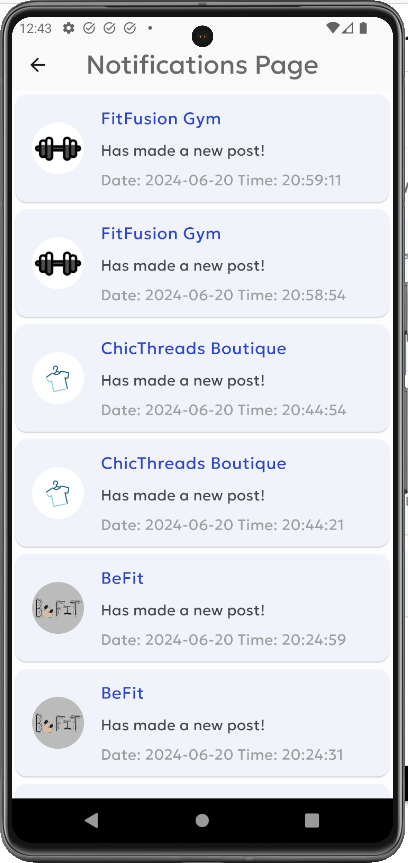 12:43
Notifications Page
FitFusion Gym
Has made a new post!
Date: 2024-06-20 Time: 20:59:11
FitFusion Gym
Has made a new post!
Date: 2024-06-20 Time: 20:58:54
ChicThreads Boutique
Has made a new post!
Date: 2024-06-20 Time: 20:44:54
ChicThreads Boutique
Has made a new post!
Date: 2024-06-20 Time: 20:44:21
BeFit
BeFiT
Has made a new post!
Date: 2024-06-20 Time: 20:24:59
BeFit
BeFiT
Has made a new post!
Date: 2024-06-20 Time: 20:24:31